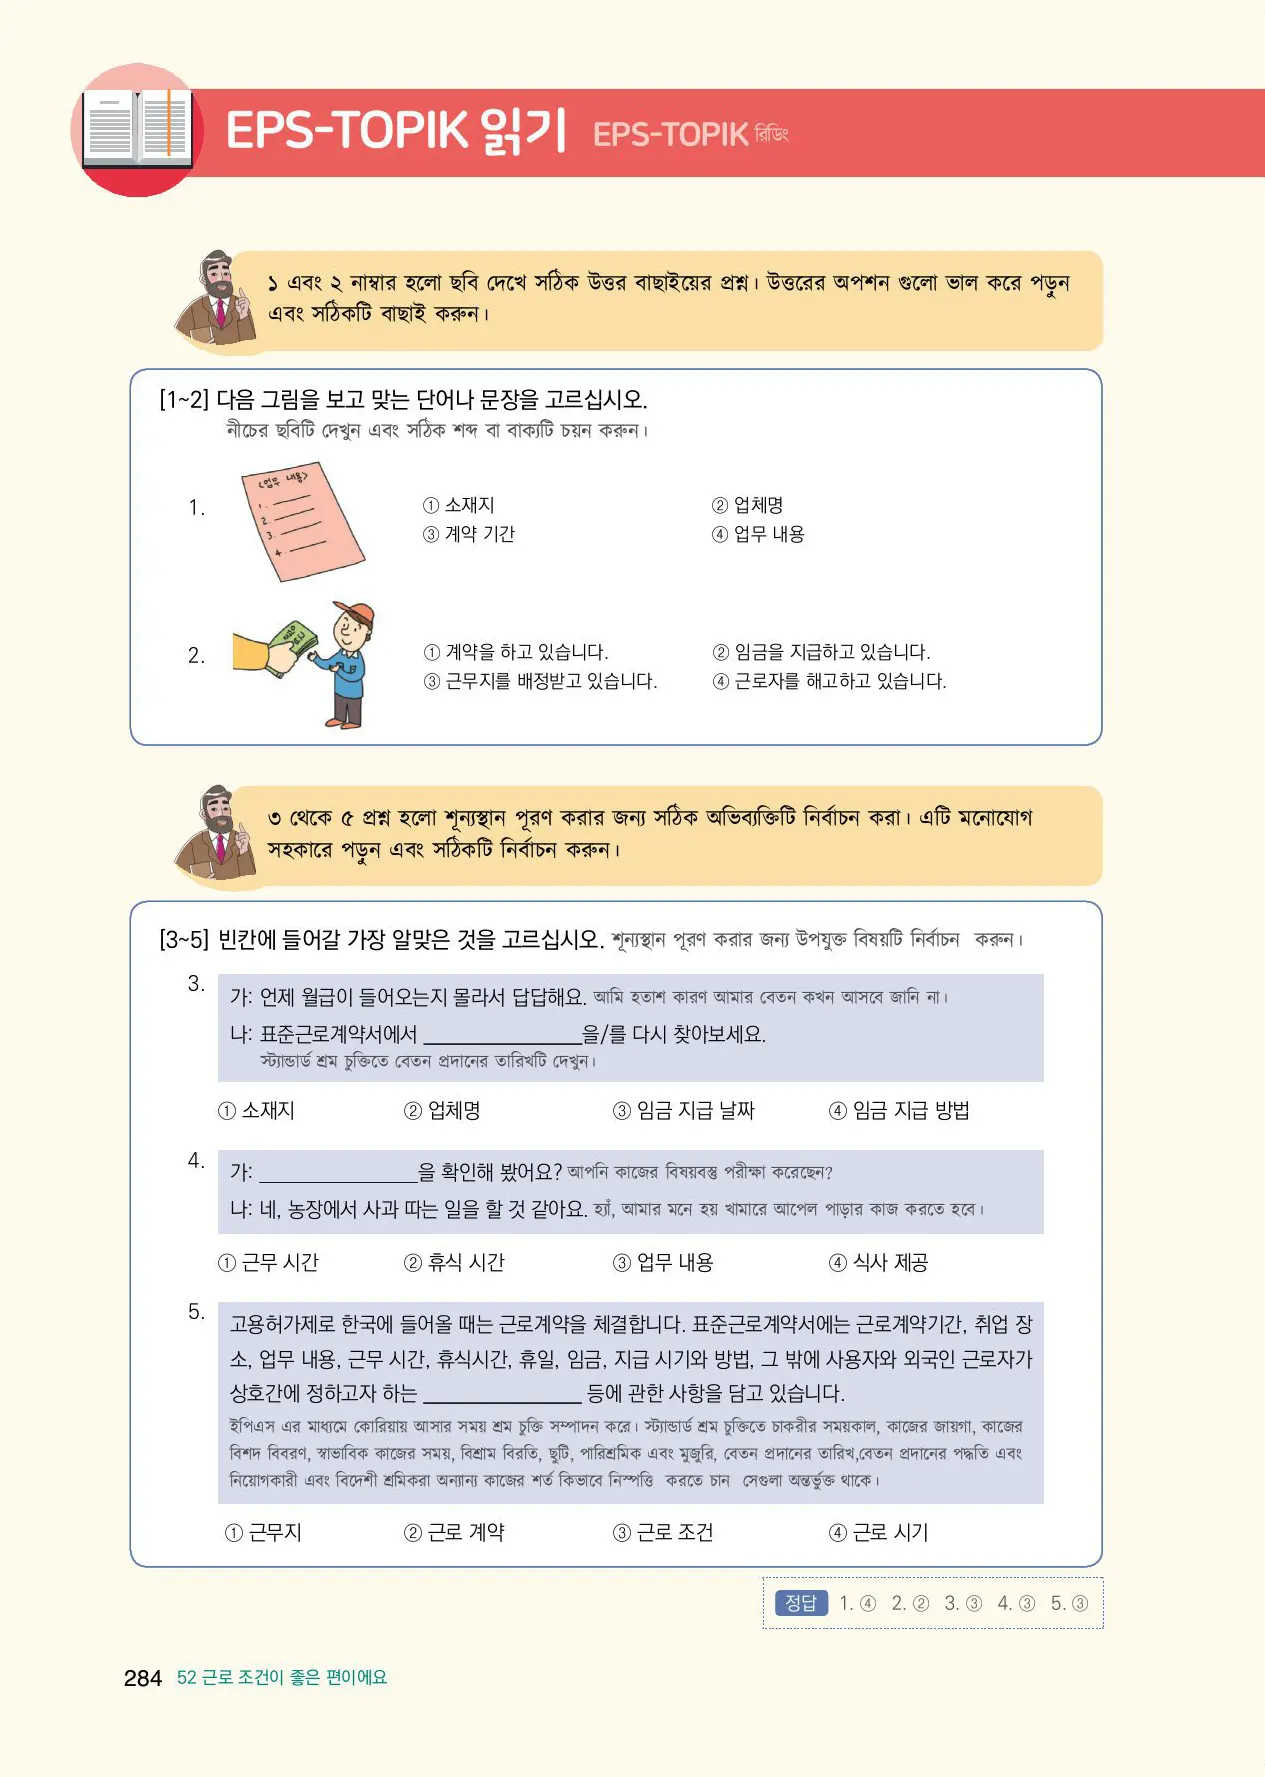 EPS-TOPIK 읽기 EPS-TOPIK রিডিং
১ এবং ২ নাম্বার হলো ছবি দেখে সঠিক উত্তর বাছাইয়ের প্রশ্ন। উত্তরের অপশন গুলো ভাল করে পড়ুন
এবং সঠিকটি বাছাই করুন।
[1~2] 다음 그림을 보고 맞는 단어나 문장을 고르십시오.
নীচের ছবিটি দেখুন এবং সঠিক শব্দ বা বাক্যটি চয়ন করুন।
1.
<업무 내용>
1.
2.
3.
4.
① 소재지 ② 업체명
③ 계약 기간 ④ 업무 내용
2.
① 계약을 하고 있습니다. ② 임금을 지급하고 있습니다.
③ 근무지를 배정받고 있습니다. ④ 근로자를 해고하고 있습니다.
৩ থেকে ৫ প্রশ্ন হলো শূন্যস্থান পূরণ করার জন্য সঠিক অভিব্যক্তিটি নির্বাচন করা। এটি মনোযোগ
সহকারে পড়ুন এবং সঠিকটি নির্বাচন করুন।
[3~5] 빈칸에 들어갈 가장 알맞은 것을 고르십시오. শূন্যস্থান পূরণ করার জন্য উপযুক্ত বিষয়টি নির্বাচন করুন।
3.
가: 언제 월급이 들어오는지 몰라서 답답해요. আমি হতাশ কারণ আমার বেতন কখন আসবে জানি না।
나: 표준근로계약서에서 ______________을/를 다시 찾아보세요.
স্ট্যান্ডার্ড শ্রম চুক্তিতে বেতন প্রদানের তারিখটি দেখুন।
① 소재지 ② 업체명 ③ 임금 지급 날짜 ④ 임금 지급 방법
4.
가: ______________을 확인해 봤어요? আপনি কাজের বিষয়বস্তু পরীক্ষা করেছেন?
나: 네, 농장에서 사과 따는 일을 할 것 같아요. হ্যাঁ, আমার মনে হয় খামারে আপেল পাড়ার কাজ করতে হবে।
① 근무 시간 ② 휴식 시간 ③ 업무 내용 ④ 식사 제공
5.
고용허가제로 한국에 들어올 때는 근로계약을 체결합니다. 표준근로계약서에는 근로계약기간, 취업 장
소, 업무 내용, 근무 시간, 휴식시간, 휴일, 임금, 지급 시기와 방법, 그 밖에 사용자와 외국인 근로자가
상호간에 정하고자 하는 ______________ 등에 관한 사항을 담고 있습니다.
ইপিএস এর মাধ্যমে কোরিয়ায় আসার সময় শ্রম চুক্তি সম্পাদন করে। স্ট্যান্ডার্ড শ্রম চুক্তিতে চাকরীর সময়কাল, কাজের জায়গা, কাজের
বিশদ বিবরণ, স্বাভাবিক কাজের সময়, বিশ্রাম বিরতি, ছুটি, পারিশ্রমিক এবং মুজুরি, বেতন প্রদানের তারিখ,বেতন প্রদানের পদ্ধতি এবং
নিয়োগকারী এবং বিদেশী শ্রমিকরা অন্যান্য কাজের শর্ত কিভাবে নিস্পত্তি করতে চান সেগুলা অন্তর্ভুক্ত থাকে।
① 근무지 ② 근로 계약 ③ 근로 조건 ④ 근로 시기
정답 1. ④ 2. ② 3. ③ 4. ③ 5. ③
284 52 근로 조건이 좋은 편이에요